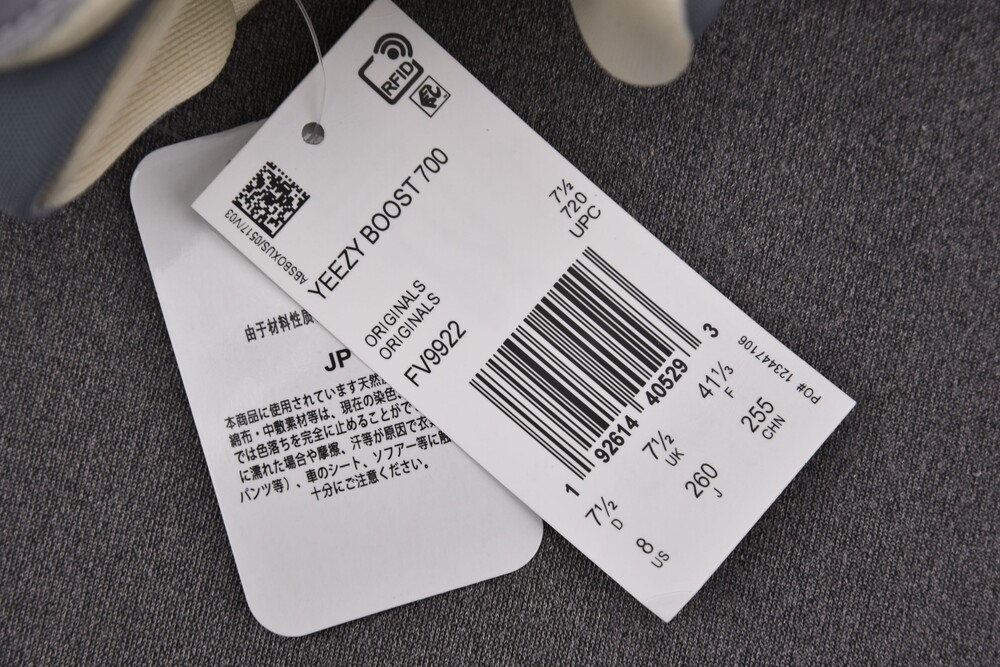 RFID
ABSBOXUS/0517/V03
YEEZY BOOST 700
ORIGINALS
ORIGINALS
FV9922
7½
720
UPC
1 92614 40529 3
7½
D
7½
UK
41⅓
F
8
US
260
J
255
CHN
PO# 123447106
由于材料性质
JP
本商品に使用されています天然
綿布・中敷素材等は、現在の染色
では色落ちを完全に止めることがで
に濡れた場合や摩擦、汗等が原因で衣
パンツ等）、車のシート、ソファー等に
十分にご注意ください。